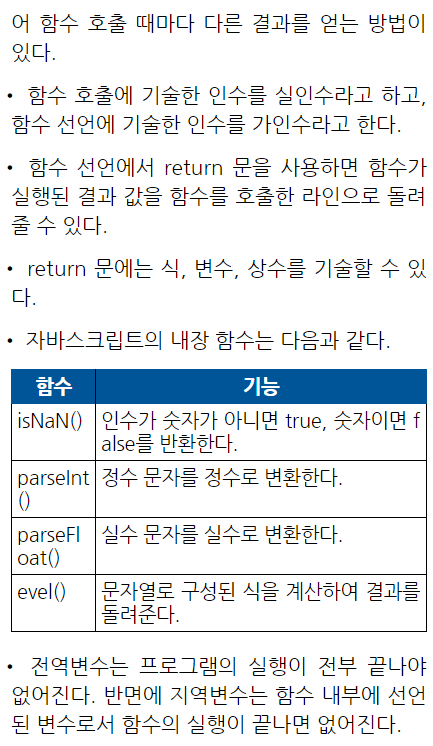 어 함수 호출 때마다 다른 결과를 얻는 방법이
있다.
• 함수 호출에 기술한 인수를 실인수라고 하고,
함수 선언에 기술한 인수를 가인수라고 한다.
• 함수 선언에서 return 문을 사용하면 함수가
실행된 결과 값을 함수를 호출한 라인으로 돌려
줄 수 있다.
• return 문에는 식, 변수, 상수를 기술할 수 있
다.
• 자바스크립트의 내장 함수는 다음과 같다.
함수 기능
isNaN() 인수가 숫자가 아니면 true, 숫자이면 f
alse를 반환한다.
parseInt 정수 문자를 정수로 변환한다.
()
parseFl 실수 문자를 실수로 변환한다.
oat()
evel() 문자열로 구성된 식을 계산하여 결과를
돌려준다.
• 전역변수는 프로그램의 실행이 전부 끝나야
없어진다. 반면에 지역변수는 함수 내부에 선언
된 변수로서 함수의 실행이 끝나면 없어진다.